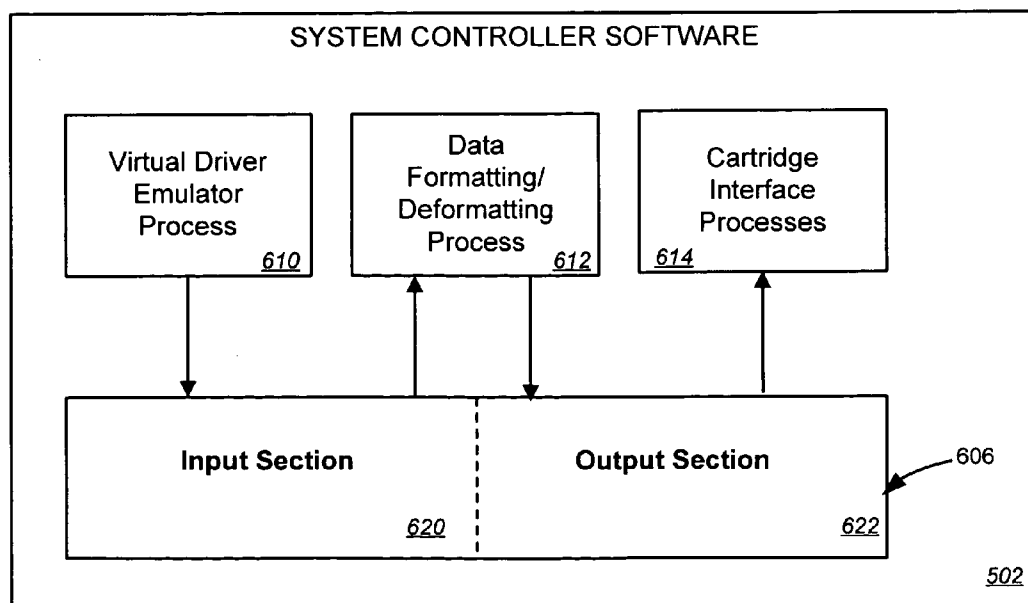 SYSTEM CONTROLLER SOFTWARE
Virtual Driver
Emulator
Process
610
Data
Formatting/
Deformatting
Process
612
Cartridge
Interface
Processes
614
Input Section
620
Output Section
622
606
502